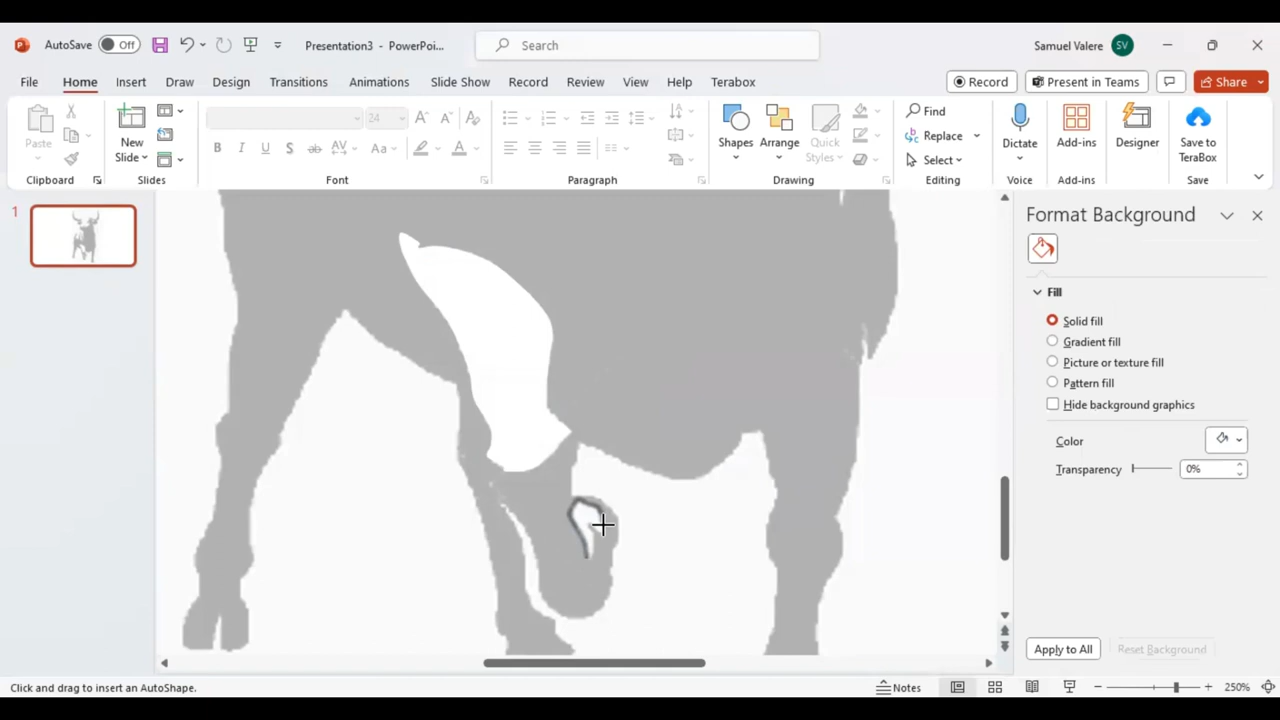 AutoSave Off Presentation3 - PowerPoi... Search Samuel Valere SV
File Home Insert Draw Design Transitions Animations Slide Show Record Review View Help Terabox Record Present in Teams Share
Paste New Slide 24 B I U S ab AV Aa A A A A Shapes Arrange Quick Styles Find Replace Select Dictate Add-ins Designer Save to TeraBox
Clipboard Slides Font Paragraph Drawing Editing Voice Add-ins Save
1
Format Background
Fill
Solid fill
Gradient fill
Picture or texture fill
Pattern fill
Hide background graphics
Color
Transparency 0%
Apply to All Reset Background
Click and drag to insert an AutoShape. Notes 250%